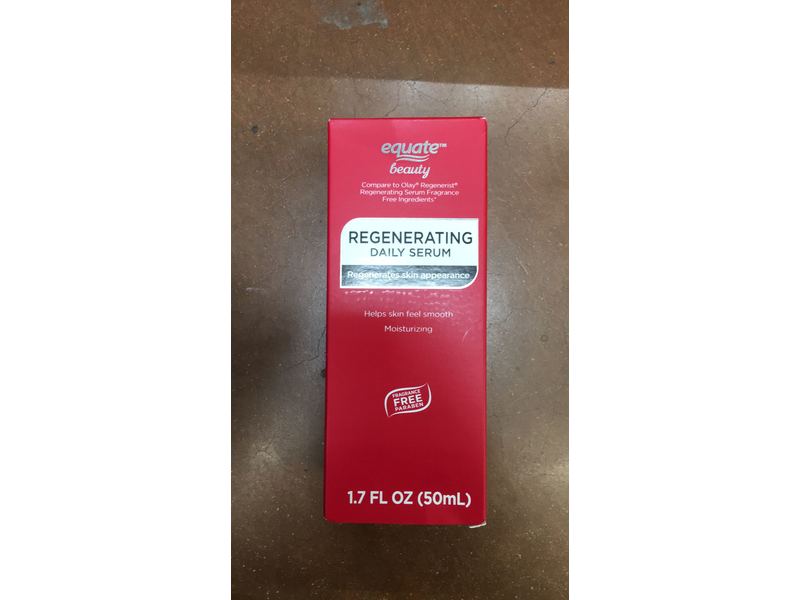 equate™
beauty
Compare to Olay® Regenerist®
Regenerating Serum Fragrance
Free Ingredients*
REGENERATING
DAILY SERUM
Regenerates skin appearance
Helps skin feel smooth
Moisturizing
FRAGRANCE
FREE
PARABEN
1.7 FL OZ (50mL)